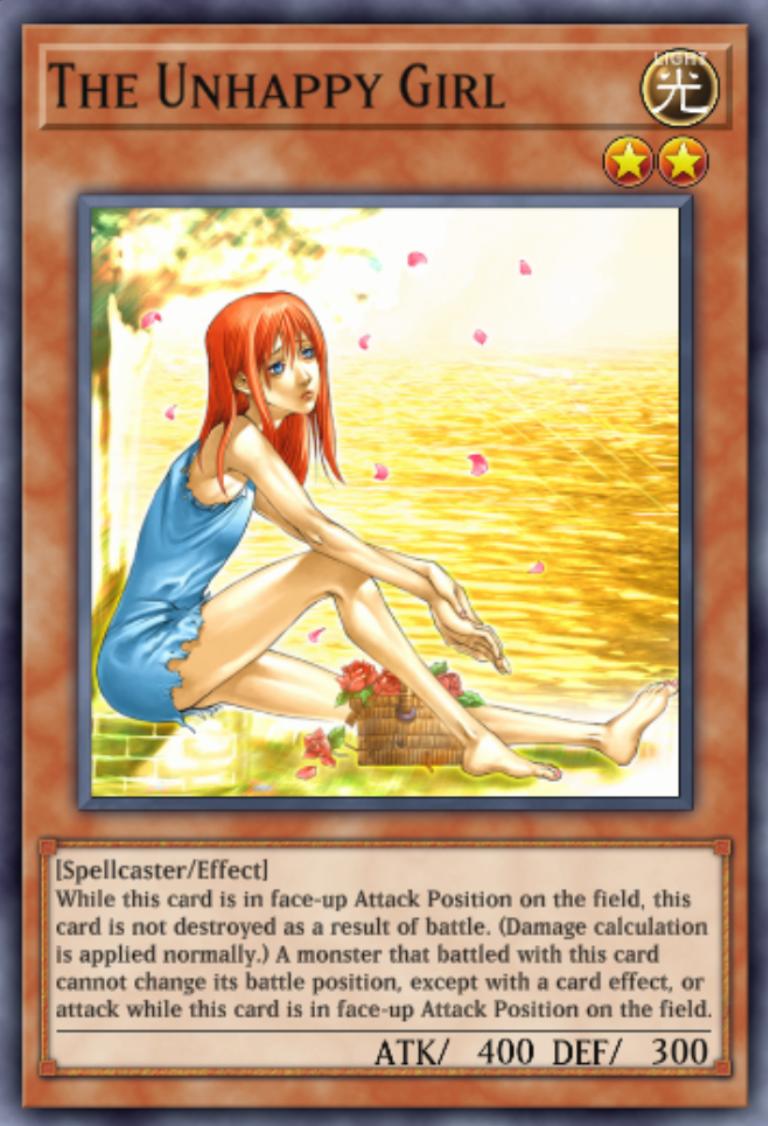 The Unhappy Girl
LIGHT
光
[Spellcaster/Effect]
While this card is in face-up Attack Position on the field, this
card is not destroyed as a result of battle. (Damage calculation
is applied normally.) A monster that battled with this card
cannot change its battle position, except with a card effect, or
attack while this card is in face-up Attack Position on the field.
ATK/ 400 DEF/ 300